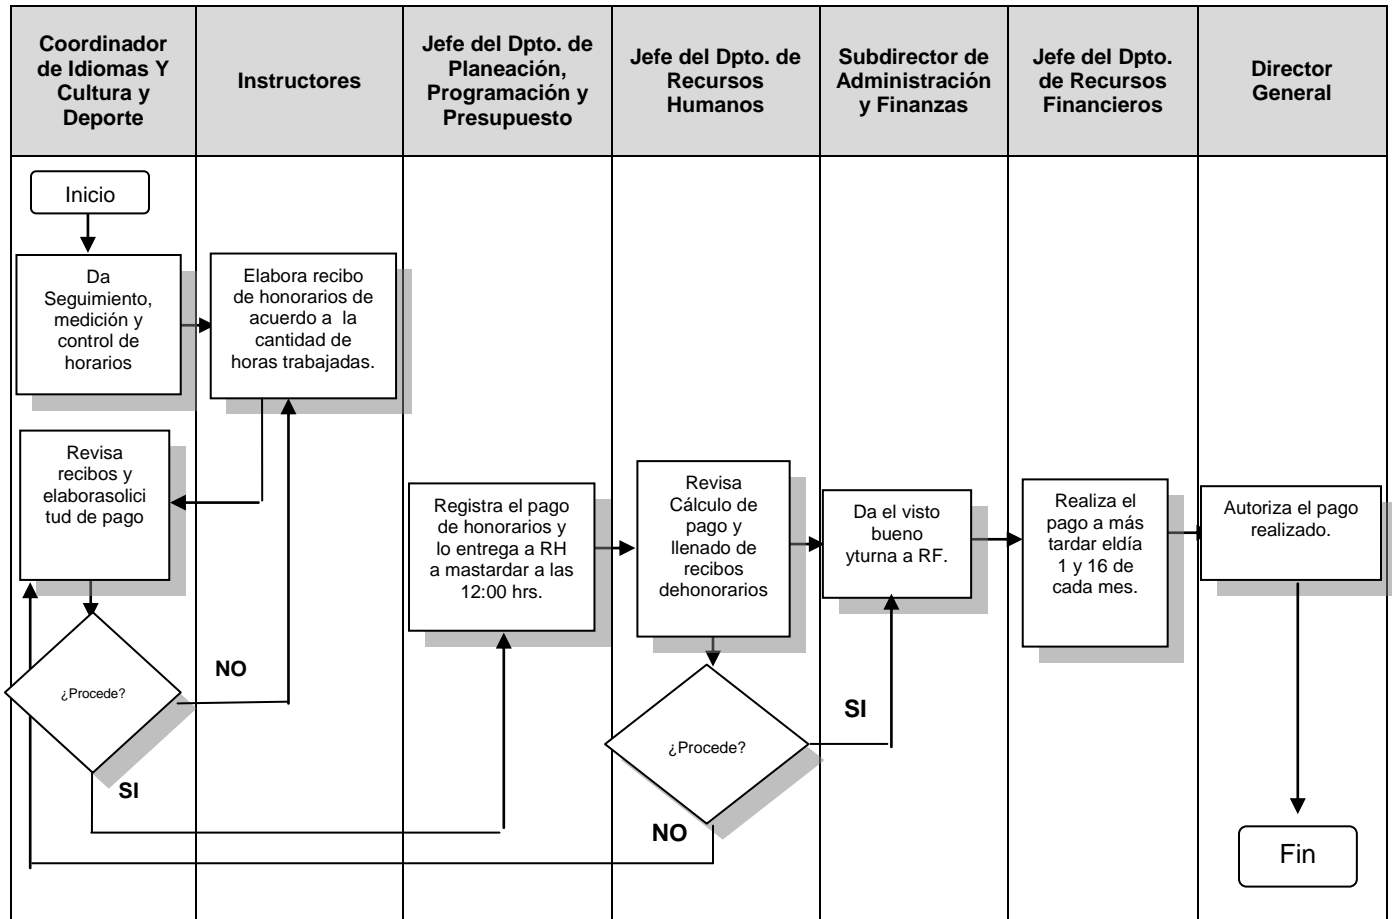 Coordinador
de Idiomas Y
Cultura y
Deporte
Instructores
Jefe del Dpto. de
Planeación,
Programación y
Presupuesto
Jefe del Dpto. de
Recursos
Humanos
Subdirector de
Administración
y Finanzas
Jefe del Dpto.
de Recursos
Financieros
Director
General
Inicio
Da
Seguimiento,
medición y
control de
horarios
Elabora recibo
de honorarios de
acuerdo a la
cantidad de
horas trabajadas.
Revisa
recibos y
elaborasolici
tud de pago
¿Procede?
NO
SI
Registra el pago
de honorarios y
lo entrega a RH
a mastardar a las
12:00 hrs.
Revisa
Cálculo de
pago y
llenado de
recibos
dehonorarios
¿Procede?
SI
NO
Da el visto
bueno
yturna a RF.
Realiza el
pago a más
tardar eldía
1 y 16 de
cada mes.
Autoriza el pago
realizado.
Fin